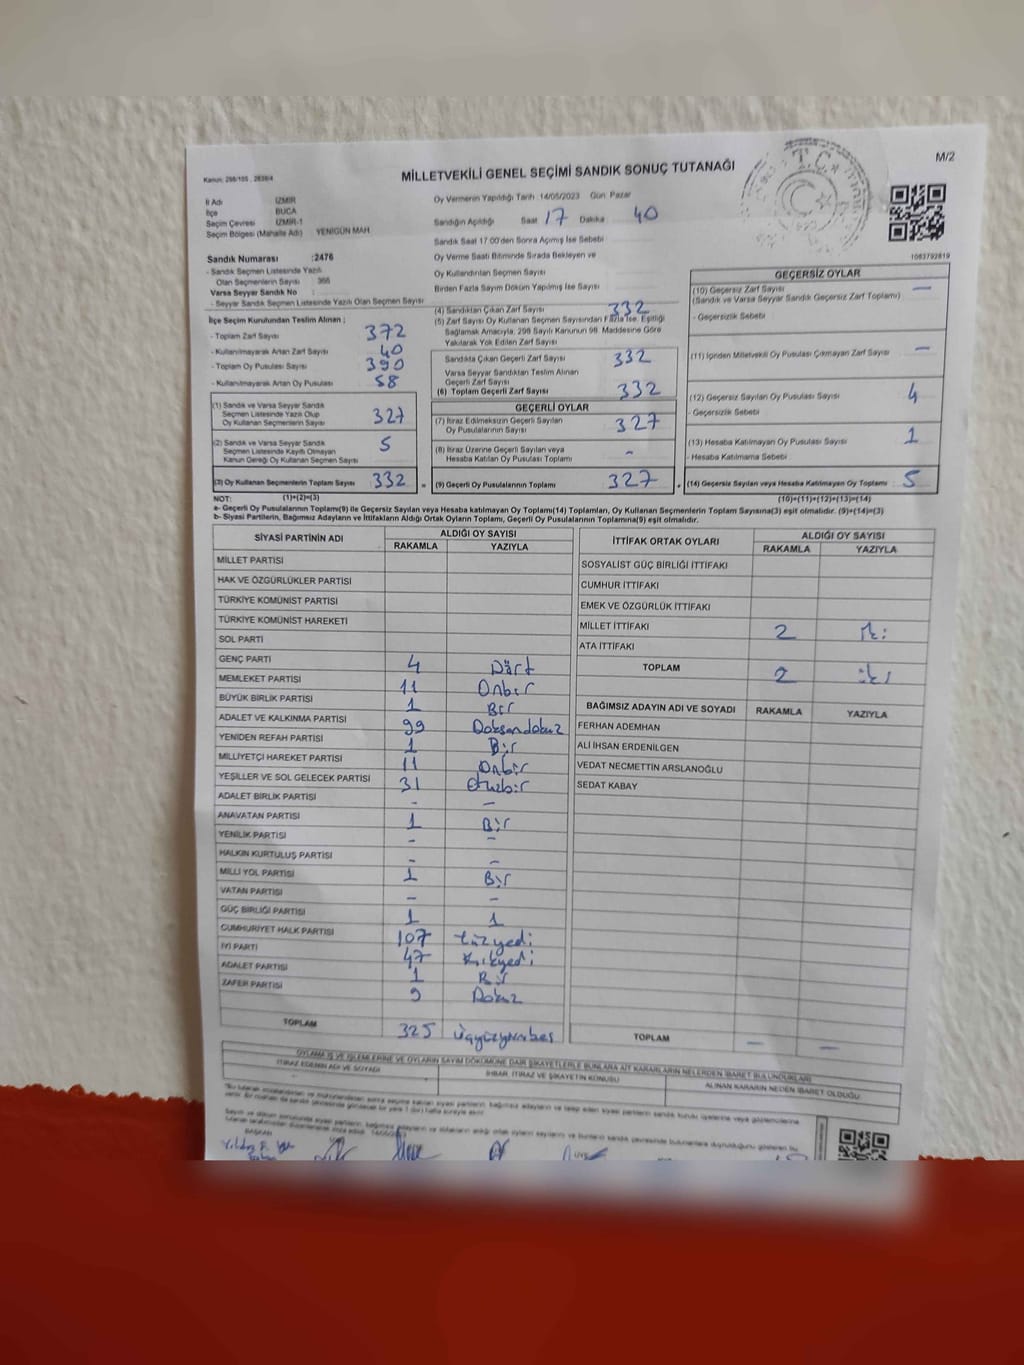 M/2
Kanun: 298/105 , 2839/4
MİLLETVEKİLİ GENEL SEÇİMİ SANDIK SONUÇ TUTANAĞI
T.C.
İl Adı İZMİR
İlçe BUCA
Seçim Çevresi İZMİR-1
Seçim Bölgesi (Mahalle Adı) YENİGÜN MAH.
Oy Vermenin Yapıldığı Tarih 14/05/2023 Gün Pazar
Sandığın Açıldığı Saat 17 Dakika 40
Sandık Saat 17:00'den Sonra Açımış İse Sebebi
Oy Verme Saati Bitiminde Sırada Bekleyen ve
Oy Kullandırılan Seçmen Sayısı
Birden Fazla Sayım Döküm Yapılmış İse Sayısı
1063792819
Sandık Numarası :2476
- Sandık Seçmen Listesinde Yazılı
Olan Seçmenlerin Sayısı 366
Varsa Seyyar Sandık No :
- Seyyar Sandık Seçmen Listesinde Yazılı Olan Seçmen Sayısı
İlçe Seçim Kurulundan Teslim Alınan ;
- Toplam Zarf Sayısı 372
- Kullanılmayarak Artan Zarf Sayısı 40
- Toplam Oy Pusulası Sayısı 390
- Kullanılmayarak Artan Oy Pusulası 58
(1) Sandık ve Varsa Seyyar Sandık
Seçmen Listesinde Yazılı Olup
Oy Kullanan Seçmenlerin Sayısı 327
(2) Sandık ve Varsa Seyyar Sandık
Seçmen Listesinde Kayıtlı Olmayan
Kanun Gereği Oy Kullanan Seçmen Sayısı 5
(3) Oy Kullanan Seçmenlerin Toplam Sayısı 332
(4) Sandıktan Çıkan Zarf Sayısı 332
(5) Zarf Sayısı Oy Kullanan Seçmen Sayısından Fazla İse, Eşitliği
Sağlamak Amacıyla, 298 Sayılı Kanunun 98. Maddesine Göre
Yakılarak Yok Edilen Zarf Sayısı
Sandıkta Çıkan Geçerli Zarf Sayısı 332
Varsa Seyyar Sandıktan Teslim Alınan
Geçerli Zarf Sayısı
(6) Toplam Geçerli Zarf Sayısı 332
GEÇERLİ OYLAR
(7) İtiraz Edilmeksizin Geçerli Sayılan
Oy Pusulalarının Sayısı 327
(8) İtiraz Üzerine Geçerli Sayılan veya
Hesaba Katılan Oy Pusulası Toplamı -
= (9) Geçerli Oy Pusulalarının Toplamı 327 +
GEÇERSİZ OYLAR
(10) Geçersiz Zarf Sayısı —
(Sandık ve Varsa Seyyar Sandık Geçersiz Zarf Toplamı)
- Geçersizlik Sebebi
(11) İçinden Milletvekili Oy Pusulası Çıkmayan Zarf Sayısı —
(12) Geçersiz Sayılan Oy Pusulası Sayısı 4
-Geçersizlik Sebebi
(13) Hesaba Katılmayan Oy Pusulası Sayısı 1
- Hesaba Katılmama Sebebi
(14) Geçersiz Sayılan veya Hesaba Katılmayan Oy Toplamı 5
NOT: (1)+(2)=(3) (10)+(11)+(12)+(13)=(14)
a- Geçerli Oy Pusulaları Toplamı(9) ile Geçersiz Sayılan veya Hesaba katılmayan Oy Toplamı(14) Toplamları, Oy Kullanan Seçmenlerin Toplam Sayısına(3) eşit olmalıdır. (9)+(14)=(3)
b- Siyasi Partilerin, Bağımsız Adayların ve İttifakların Aldığı Ortak Oyların Toplamı, Geçerli Oy Pusulalarının Toplamına(9) eşit olmalıdır.
SİYASİ PARTİNİN ADI ALDIĞI OY SAYISI
RAKAMLA YAZIYLA
MİLLET PARTİSİ
HAK VE ÖZGÜRLÜKLER PARTİSİ
TÜRKİYE KOMÜNİST PARTİSİ
TÜRKİYE KOMÜNİST HAREKETİ
SOL PARTİ
GENÇ PARTİ 4 Dört
MEMLEKET PARTİSİ 11 Onbir
BÜYÜK BİRLİK PARTİSİ 1 Bir
ADALET VE KALKINMA PARTİSİ 99 Doksandokuz
YENİDEN REFAH PARTİSİ 1 Bir
MİLLİYETÇİ HAREKET PARTİSİ 11 Onbir
YEŞİLLER VE SOL GELECEK PARTİSİ 31 Otuzbir
ADALET BİRLİK PARTİSİ - —
ANAVATAN PARTİSİ 1 Bir
YENİLİK PARTİSİ - -
HALKIN KURTULUŞ PARTİSİ - -
MİLLİ YOL PARTİSİ 1 Bir
VATAN PARTİSİ - -
GÜÇ BİRLİĞİ PARTİSİ 1 1
CUMHURİYET HALK PARTİSİ 107 Yüzyedi
İYİ PARTİ 47 Kırkyedi
ADALET PARTİSİ 1 Bir
ZAFER PARTİSİ 9 Dokuz
TOPLAM 325 Üçyüzyirmibeş
İTTİFAK ORTAK OYLARI ALDIĞI OY SAYISI
RAKAMLA YAZIYLA
SOSYALİST GÜÇ BİRLİĞİ İTTİFAKI
CUMHUR İTTİFAKI
EMEK VE ÖZGÜRLÜK İTTİFAKI
MİLLET İTTİFAKI 2 İki
ATA İTTİFAKI
TOPLAM 2 iki
BAĞIMSIZ ADAYIN ADI VE SOYADI RAKAMLA YAZIYLA
FERHAN ADEMHAN
ALİ İHSAN ERDENİLGEN
VEDAT NECMETTİN ARSLANOĞLU
SEDAT KABAY
TOPLAM — —
OYLAMA İŞ VE İŞLEMLERİNE VE OYLARIN SAYIM DÖKÜMÜNE DAİR ŞİKAYETLERLE BUNLARA AİT KARARLARIN NELERDEN İBARET BULUNDUKLARI
İTİRAZ EDENİN ADI VE SOYADI İHBAR, İTİRAZ VE ŞİKAYETİN KONUSU ALINAN KARARIN NEDEN İBARET OLDUĞU
BAŞKAN
ÜYE